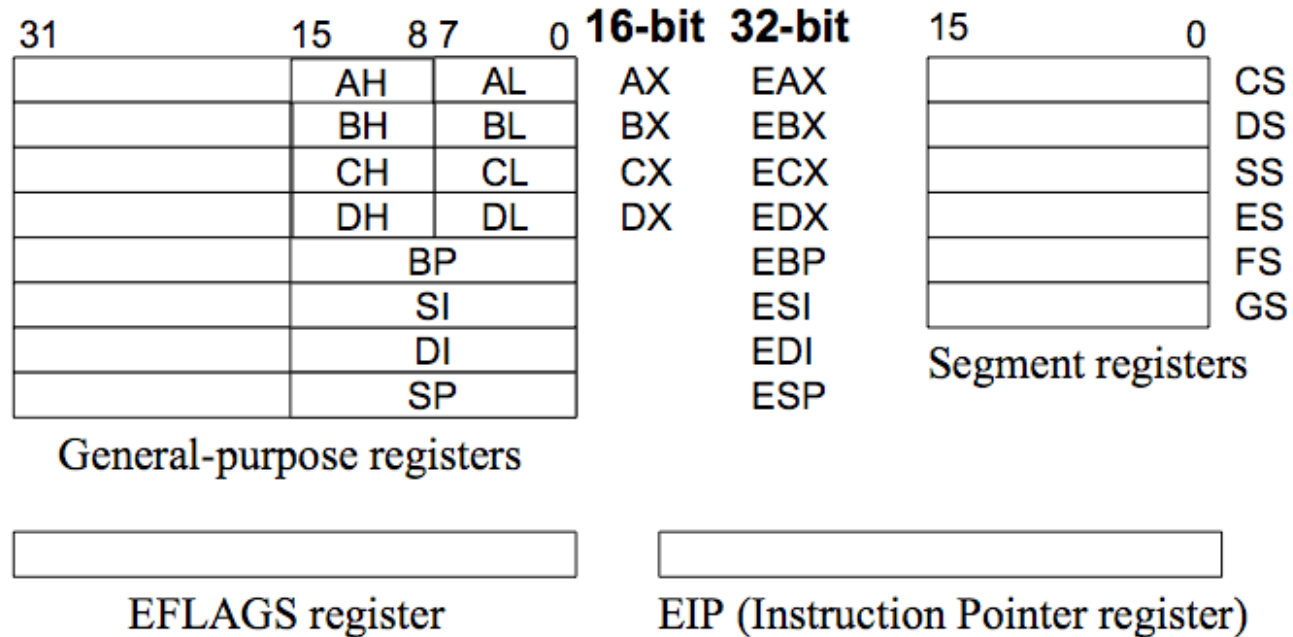 31 15 8 7 0 16-bit 32-bit 15 0
AH AL AX EAX CS
BH BL BX EBX DS
CH CL CX ECX SS
DH DL DX EDX ES
BP EBP FS
SI ESI GS
DI EDI
SP ESP
Segment registers
General-purpose registers
EFLAGS register EIP (Instruction Pointer register)